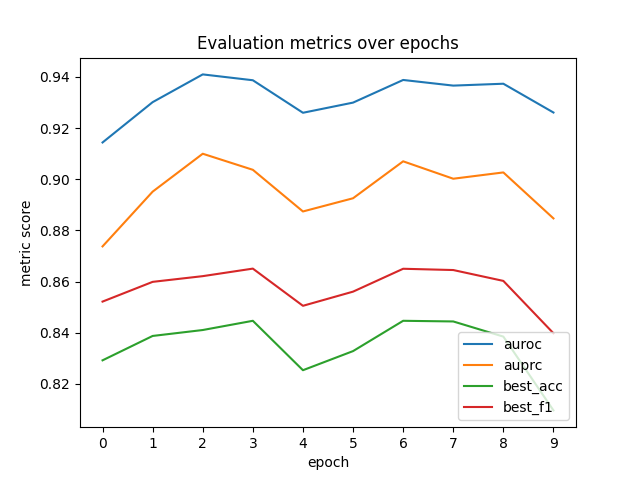 Evaluation metrics over epochs
metric score
0.94
0.92
0.90
0.88
0.86
0.84
0.82
auroc
auprc
best_acc
best_f1
0 1 2 3 4 5 6 7 8 9
epoch